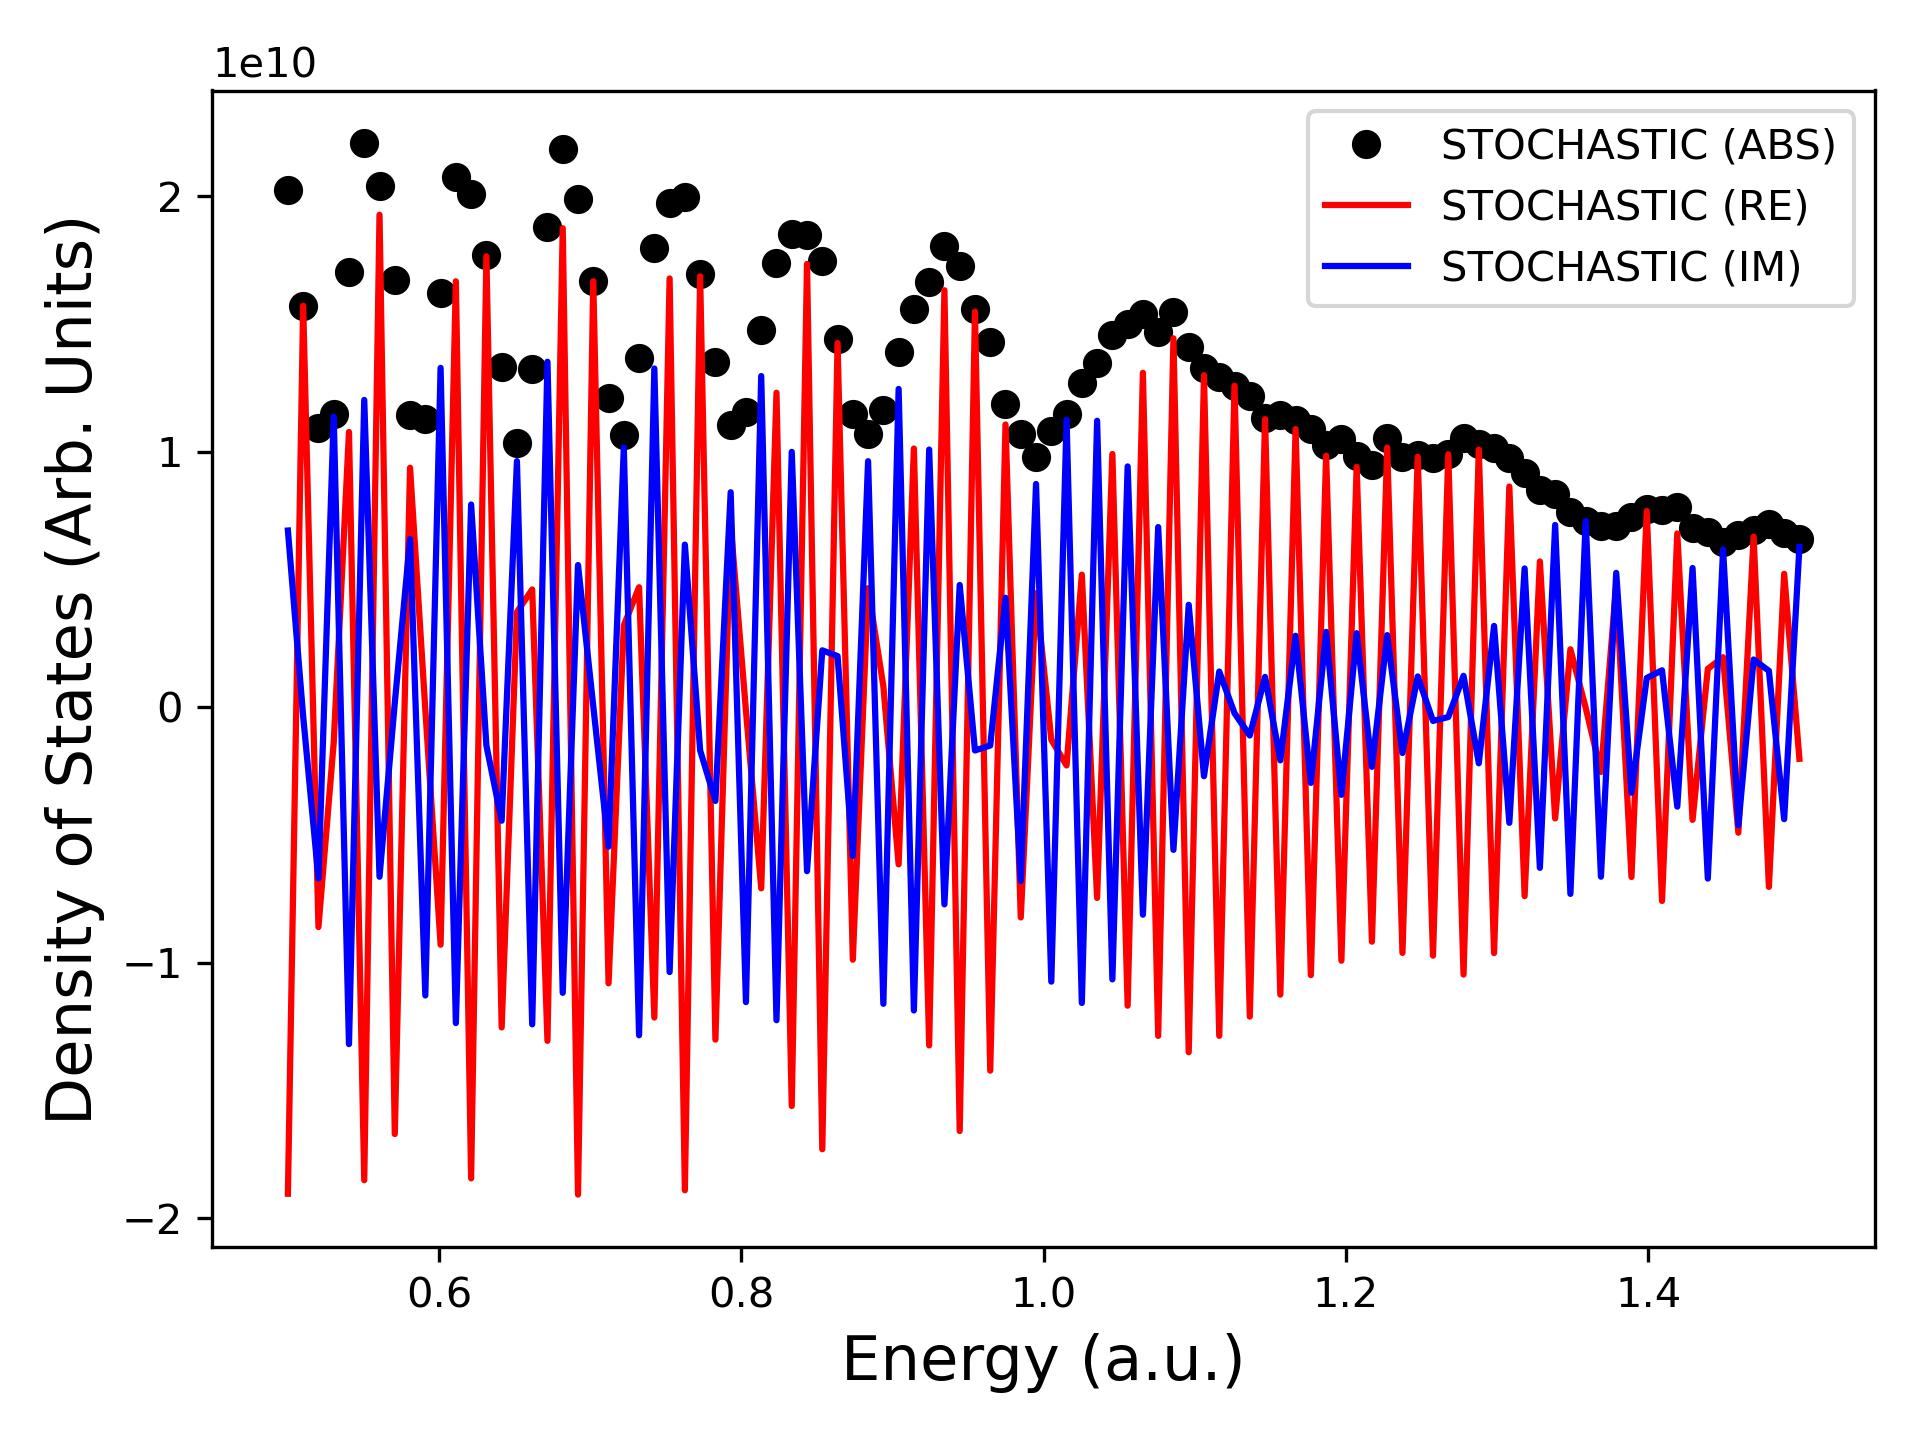 1e10
STOCHASTIC (ABS)
STOCHASTIC (RE)
STOCHASTIC (IM)
Density of States (Arb. Units)
2
1
0
−1
−2
0.6 0.8 1.0 1.2 1.4
Energy (a.u.)